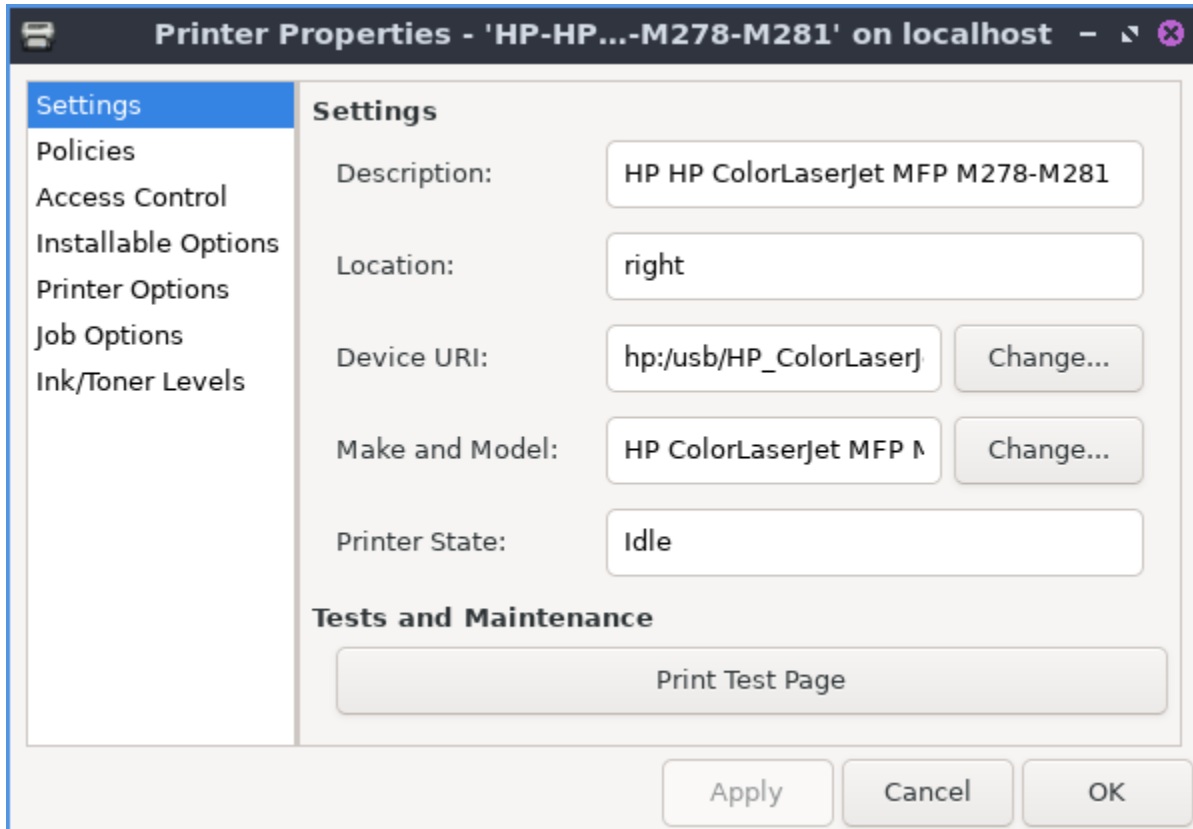 Printer Properties - 'HP-HP...-M278-M281' on localhost
Settings
Policies
Access Control
Installable Options
Printer Options
Job Options
Ink/Toner Levels
Settings
Description: HP HP ColorLaserJet MFP M278-M281
Location: right
Device URI: hp:/usb/HP_ColorLaserJ Change...
Make and Model: HP ColorLaserJet MFP Change...
Printer State: Idle
Tests and Maintenance
Print Test Page
Apply Cancel OK